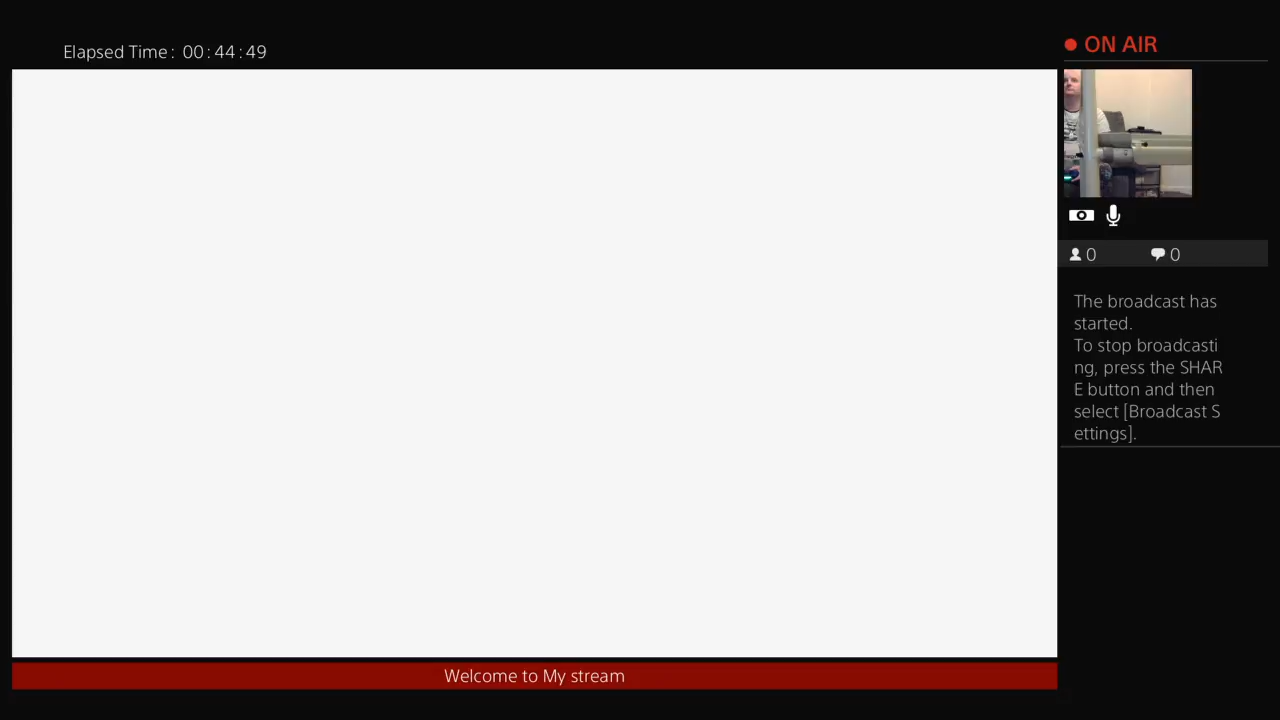 Elapsed Time: 00:44:49
ON AIR
0 0
The broadcast has
started.
To stop broadcasti
ng, press the SHAR
E button and then
select [Broadcast S
ettings].
Welcome to My stream